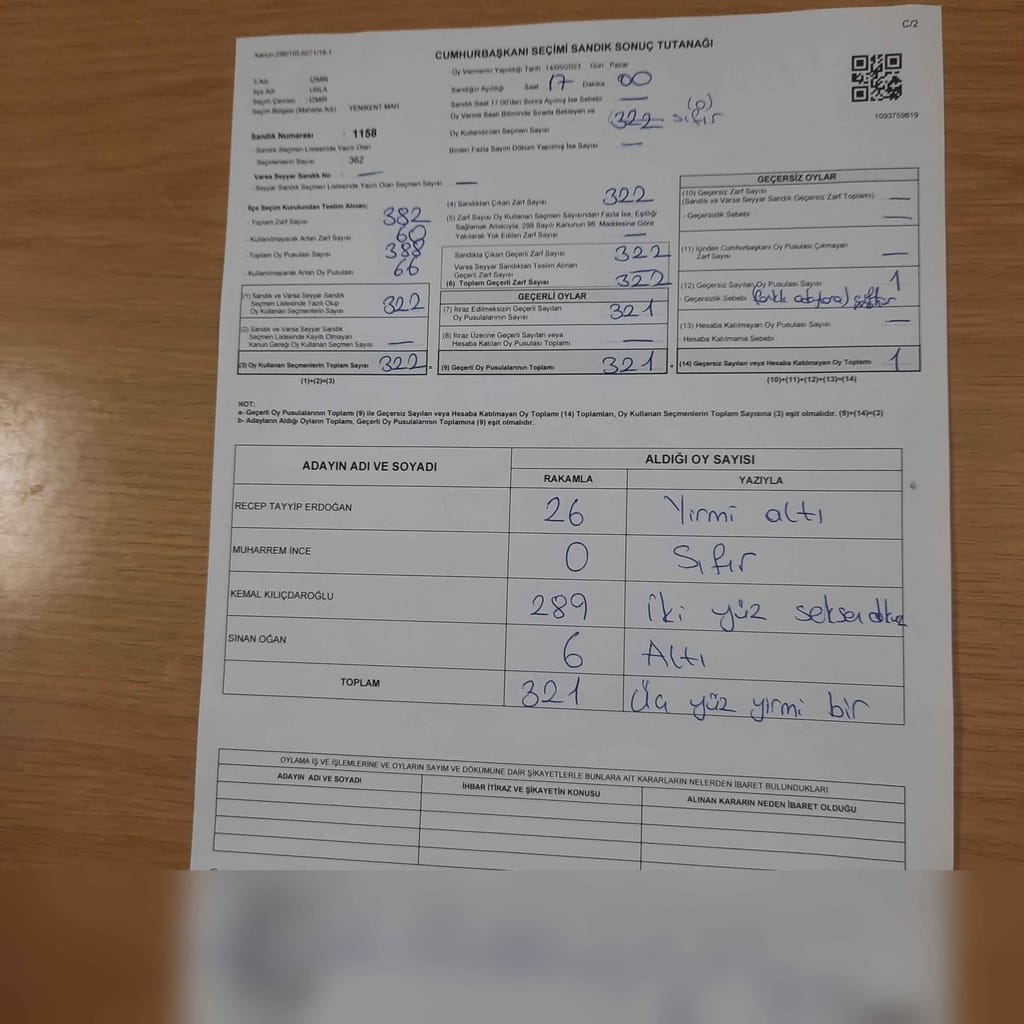 C/2
CUMHURBAŞKANI SEÇİMİ SANDIK SONUÇ TUTANAĞI
İl Adı : İZMİR
İlçe Adı : URLA
Seçim Çevresi : İZMİR
Seçim Bölgesi (Mahalle Adı) : YENİKENT MAH
Sandık Numarası : 1158
- Sandık Seçmen Listesinde Yazılı Olan
Seçmenlerin Sayısı : 362
Varsa Seyyar Sandık No : —
- Seyyar Sandık Seçmen Listesinde Yazılı Olan Seçmen Sayısı : —
Oy Vermenin Yapıldığı Tarih 14/05/2023 Gün : Pazar
Sandığın Açıldığı Saat 17 Dakika 00
Sandık Saat 17.00'den Sonra Açılmış İse Sebebi —
Oy Verme Saati Bitiminde Sırada Bekleyen ve (0)
322 sıfır
Oy Kullandırılan Seçmen Sayısı
Birden Fazla Sayım Döküm Yapılmış İse Sayısı —
1093759819
İlçe Seçim Kurulundan Teslim Alınan;
- Toplam Zarf Sayısı 382
- Kullanılmayarak Artan Zarf Sayısı 60
- Toplam Oy Pusulası Sayısı 388
- Kullanılmayarak Artan Oy Pusulası 66
(1) Sandık ve Varsa Seyyar Sandık
Seçmen Listesinde Yazılı Olup
Oy Kullanan Seçmenlerin Sayısı 322
(2) Sandık ve Varsa Seyyar Sandık
Seçmen Listesinde Kayıtlı Olmayan
Kanun Gereği Oy Kullanan Seçmen Sayısı —
(3) Oy Kullanan Seçmenlerin Toplam Sayısı 322 =
(1)+(2)=(3)
(4) Sandıktan Çıkan Zarf Sayısı 322
(5) Zarf Sayısı Oy Kullanan Seçmen Sayısından Fazla İse, Eşitliği
Sağlamak Amacıyla, 298 Sayılı Kanunun 98. Maddesine Göre
Yakılarak Yok Edilen Zarf Sayısı —
Sandıkta Çıkan Geçerli Zarf Sayısı 322
Varsa Seyyar Sandıktan Teslim Alınan
Geçerli Zarf Sayısı —
(6) Toplam Geçerli Zarf Sayısı 322
GEÇERLİ OYLAR
(7) İtiraz Edilmeksizin Geçerli Sayılan
Oy Pusulalarının Sayısı 321
(8) İtiraz Üzerine Geçerli Sayılan veya
Hesaba Katılan Oy Pusulası Toplamı —
(9) Geçerli Oy Pusulalarının Toplamı 321 +
GEÇERSİZ OYLAR
(10) Geçersiz Zarf Sayısı
(Sandık ve Varsa Seyyar Sandık Geçersiz Zarf Toplamı) —
- Geçersizlik Sebebi —
(11) İçinden Cumhurbaşkanı Oy Pusulası Çıkmayan
Zarf Sayısı —
(12) Geçersiz Sayılan Oy Pusulası Sayısı 1
- Geçersizlik Sebebi (farklı adaylara)
(13) Hesaba Katılmayan Oy Pusulası Sayısı —
- Hesaba Katılmama Sebebi
(14) Geçersiz Sayılan veya Hesaba Katılmayan Oy Toplamı 1
(10)+(11)+(12)+(13)=(14)
NOT:
a- Geçerli Oy Pusulalarının Toplamı (9) ile Geçersiz Sayılan veya Hesaba Katılmayan Oy Toplamı (14) Toplamları, Oy Kullanan Seçmenlerin Toplam Sayısına (3) eşit olmalıdır. (9)+(14)=(3)
b- Adayların Aldığı Oyların Toplamı, Geçerli Oy Pusulalarının Toplamına (9) eşit olmalıdır.
ADAYIN ADI VE SOYADI ALDIĞI OY SAYISI
RAKAMLA YAZIYLA
RECEP TAYYİP ERDOĞAN 26 Yirmi altı
MUHARREM İNCE 0 Sıfır
KEMAL KILIÇDAROĞLU 289 İki yüz seksen dokuz
SİNAN OĞAN 6 Altı
TOPLAM 321 Üç yüz yirmi bir
OYLAMA İŞ VE İŞLEMLERİNE VE OYLARIN SAYIM VE DÖKÜMÜNE DAİR ŞİKAYETLERLE BUNLARA AİT KARARLARIN NELERDEN İBARET BULUNDUKLARI
ADAYIN ADI VE SOYADI İHBAR İTİRAZ VE ŞİKAYETİN KONUSU ALINAN KARARIN NEDEN İBARET OLDUĞU